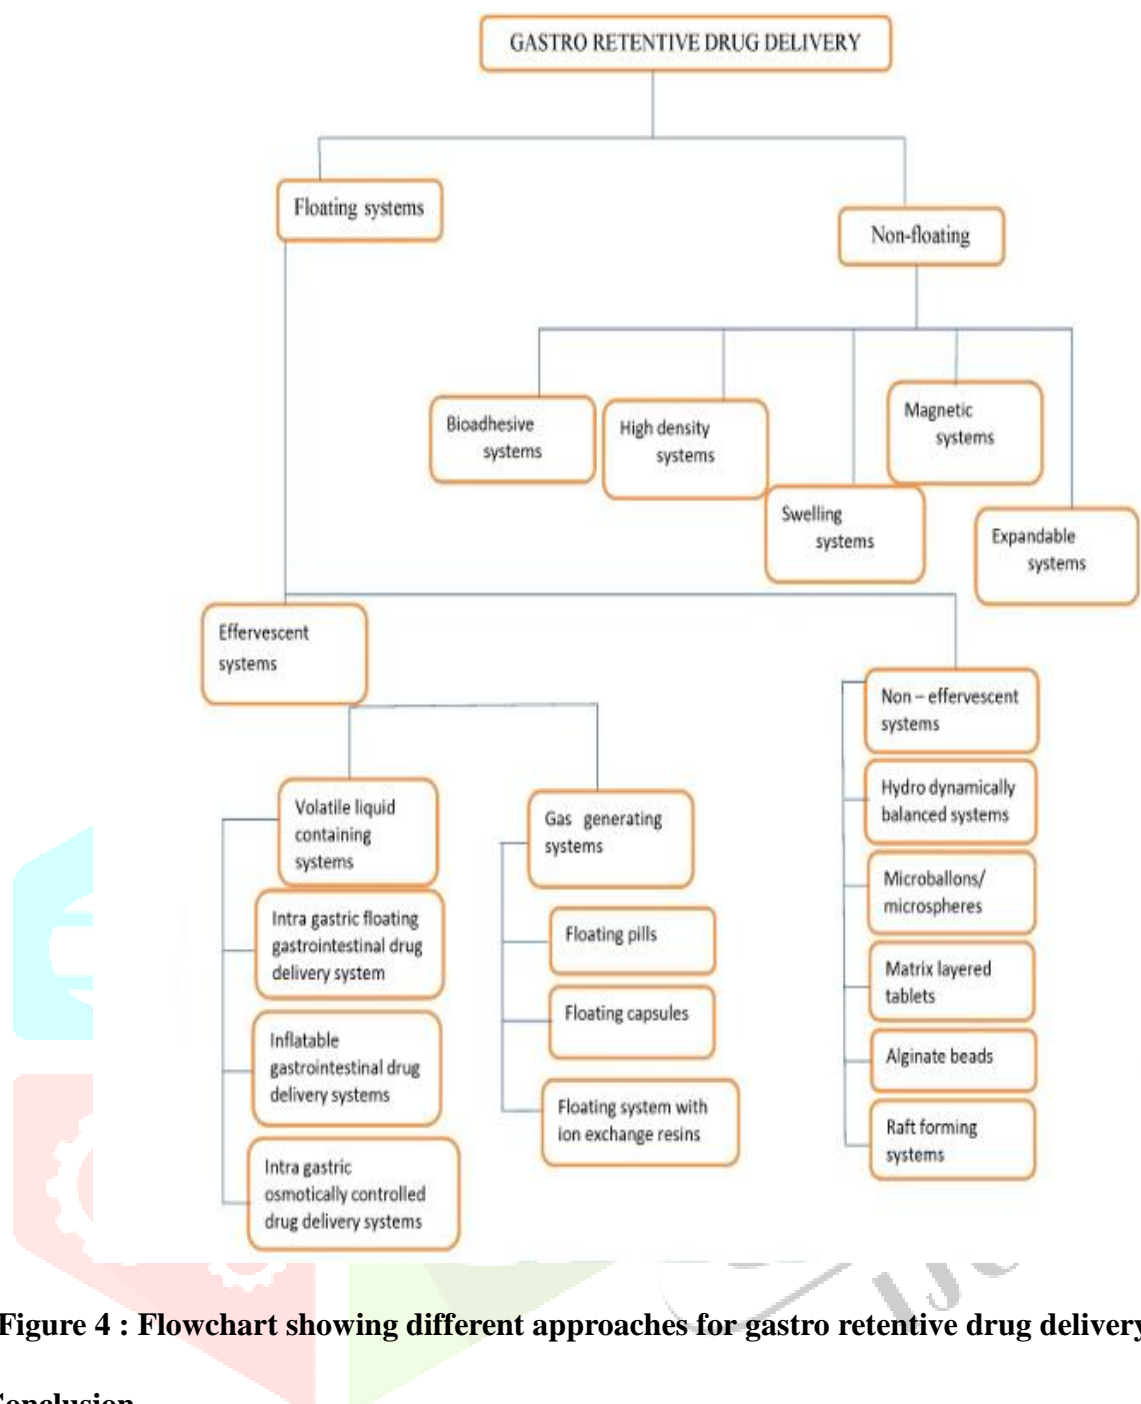 GASTRO RETENTIVE DRUG DELIVERY
Floating systems
Non-floating
Bioadhesive
systems
High density
systems
Swelling
systems
Magnetic
systems
Expandable
systems
Effervescent
systems
Volatile liquid
containing
systems
Intra gastric floating
gastrointestinal drug
delivery system
Inflatable
gastrointestinal drug
delivery systems
Intra gastric
osmotically controlled
drug delivery systems
Gas generating
systems
Floating pills
Floating capsules
Floating system with
ion exchange resins
Non – effervescent
systems
Hydro dynamically
balanced systems
Microballons/
microspheres
Matrix layered
tablets
Alginate beads
Raft forming
systems
Figure 4 : Flowchart showing different approaches for gastro retentive drug delivery